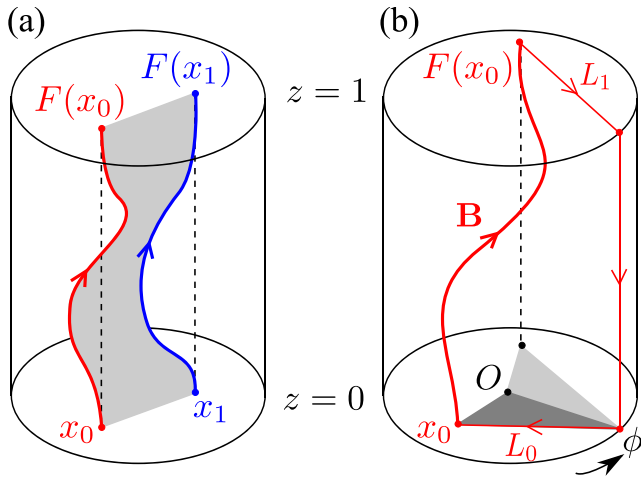 (a)
F(x₁)
F(x₀)
x₀
x₁
z = 1
z = 0
(b)
F(x₀)
L₁
B
O
x₀
L₀
ϕ